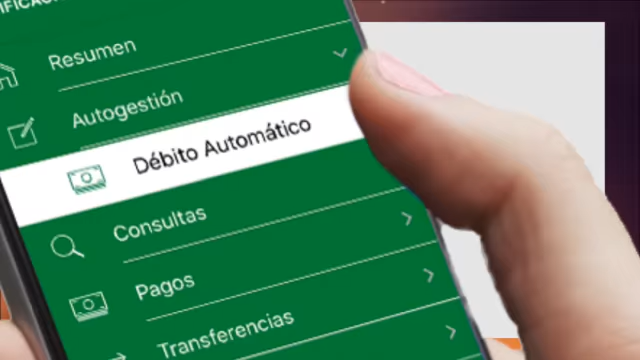 Resumen
Autogestión
Débito Automático
Consultas
Pagos
Transferencias